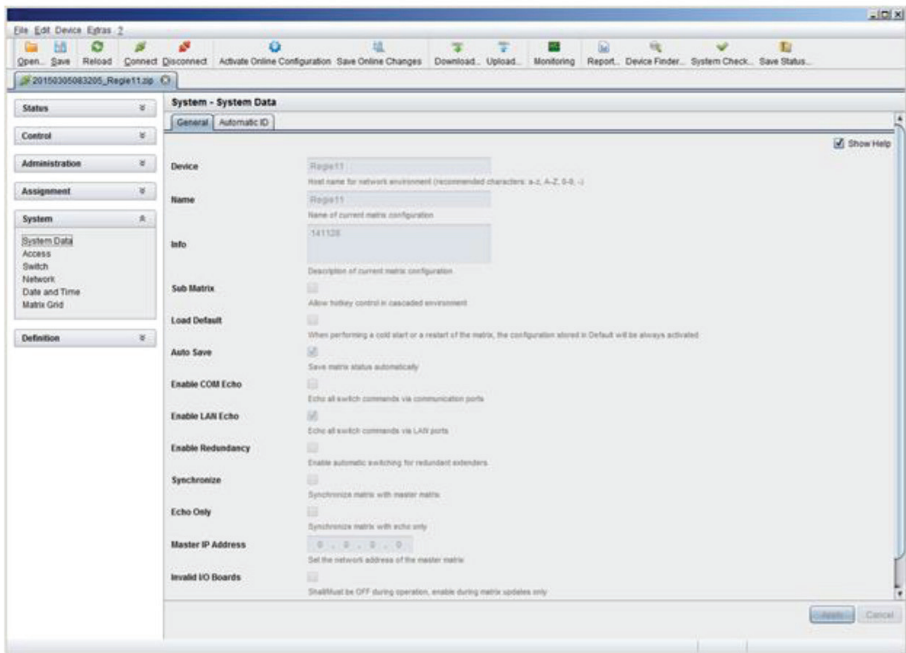 File Edit Device Extras ?
Open... Save Reload Connect Disconnect Activate Online Configuration Save Online Changes Download... Upload... Monitoring Report... Device Finder... System Check... Save Status...
20150305083205_Regie11.zip
Status
Control
Administration
Assignment
System
System Data
Access
Switch
Network
Date and Time
Matrix Grid
Definition
System - System Data
General Automatic ID
Show Help
Device Regie11
Host name for network environment (recommended characters: a-z, A-Z, 0-9, -)
Name Regie11
Name of current matrix configuration
Info 141128
Description of current matrix configuration
Sub Matrix
Allow hotkey control in cascaded environment
Load Default
When performing a cold start or a restart of the matrix, the configuration stored in Default will be always activated
Auto Save
Save matrix status automatically
Enable COM Echo
Echo all switch commands via communication ports
Enable LAN Echo
Echo all switch commands via LAN ports
Enable Redundancy
Enable automatic switching for redundant extenders
Synchronize
Synchronize matrix with master matrix
Echo Only
Synchronize matrix with echo only
Master IP Address 0 . 0 . 0 . 0
Set the network address of the master matrix
Invalid I/O Boards
Shall/Must be OFF during operation, enable during matrix updates only
Apply Cancel